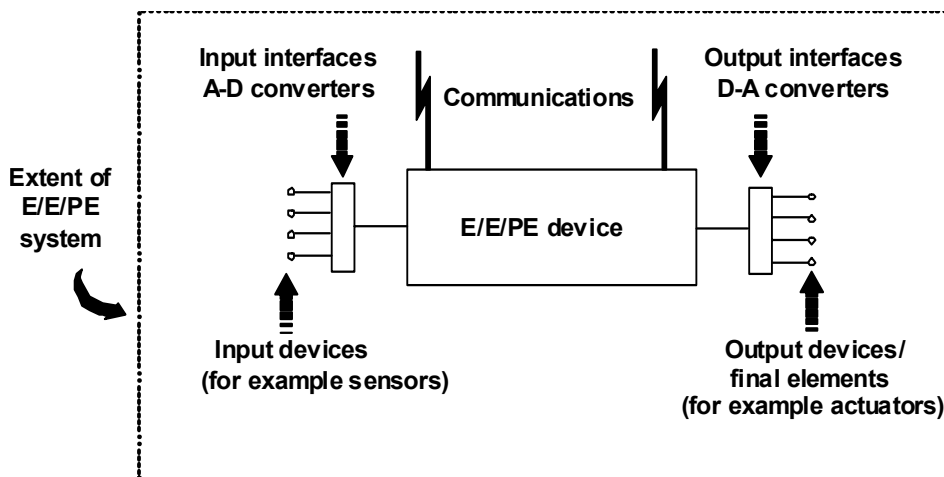 Input interfaces
A-D converters
Communications
Output interfaces
D-A converters
Extent of
E/E/PE
system
E/E/PE device
Input devices
(for example sensors)
Output devices/
final elements
(for example actuators)